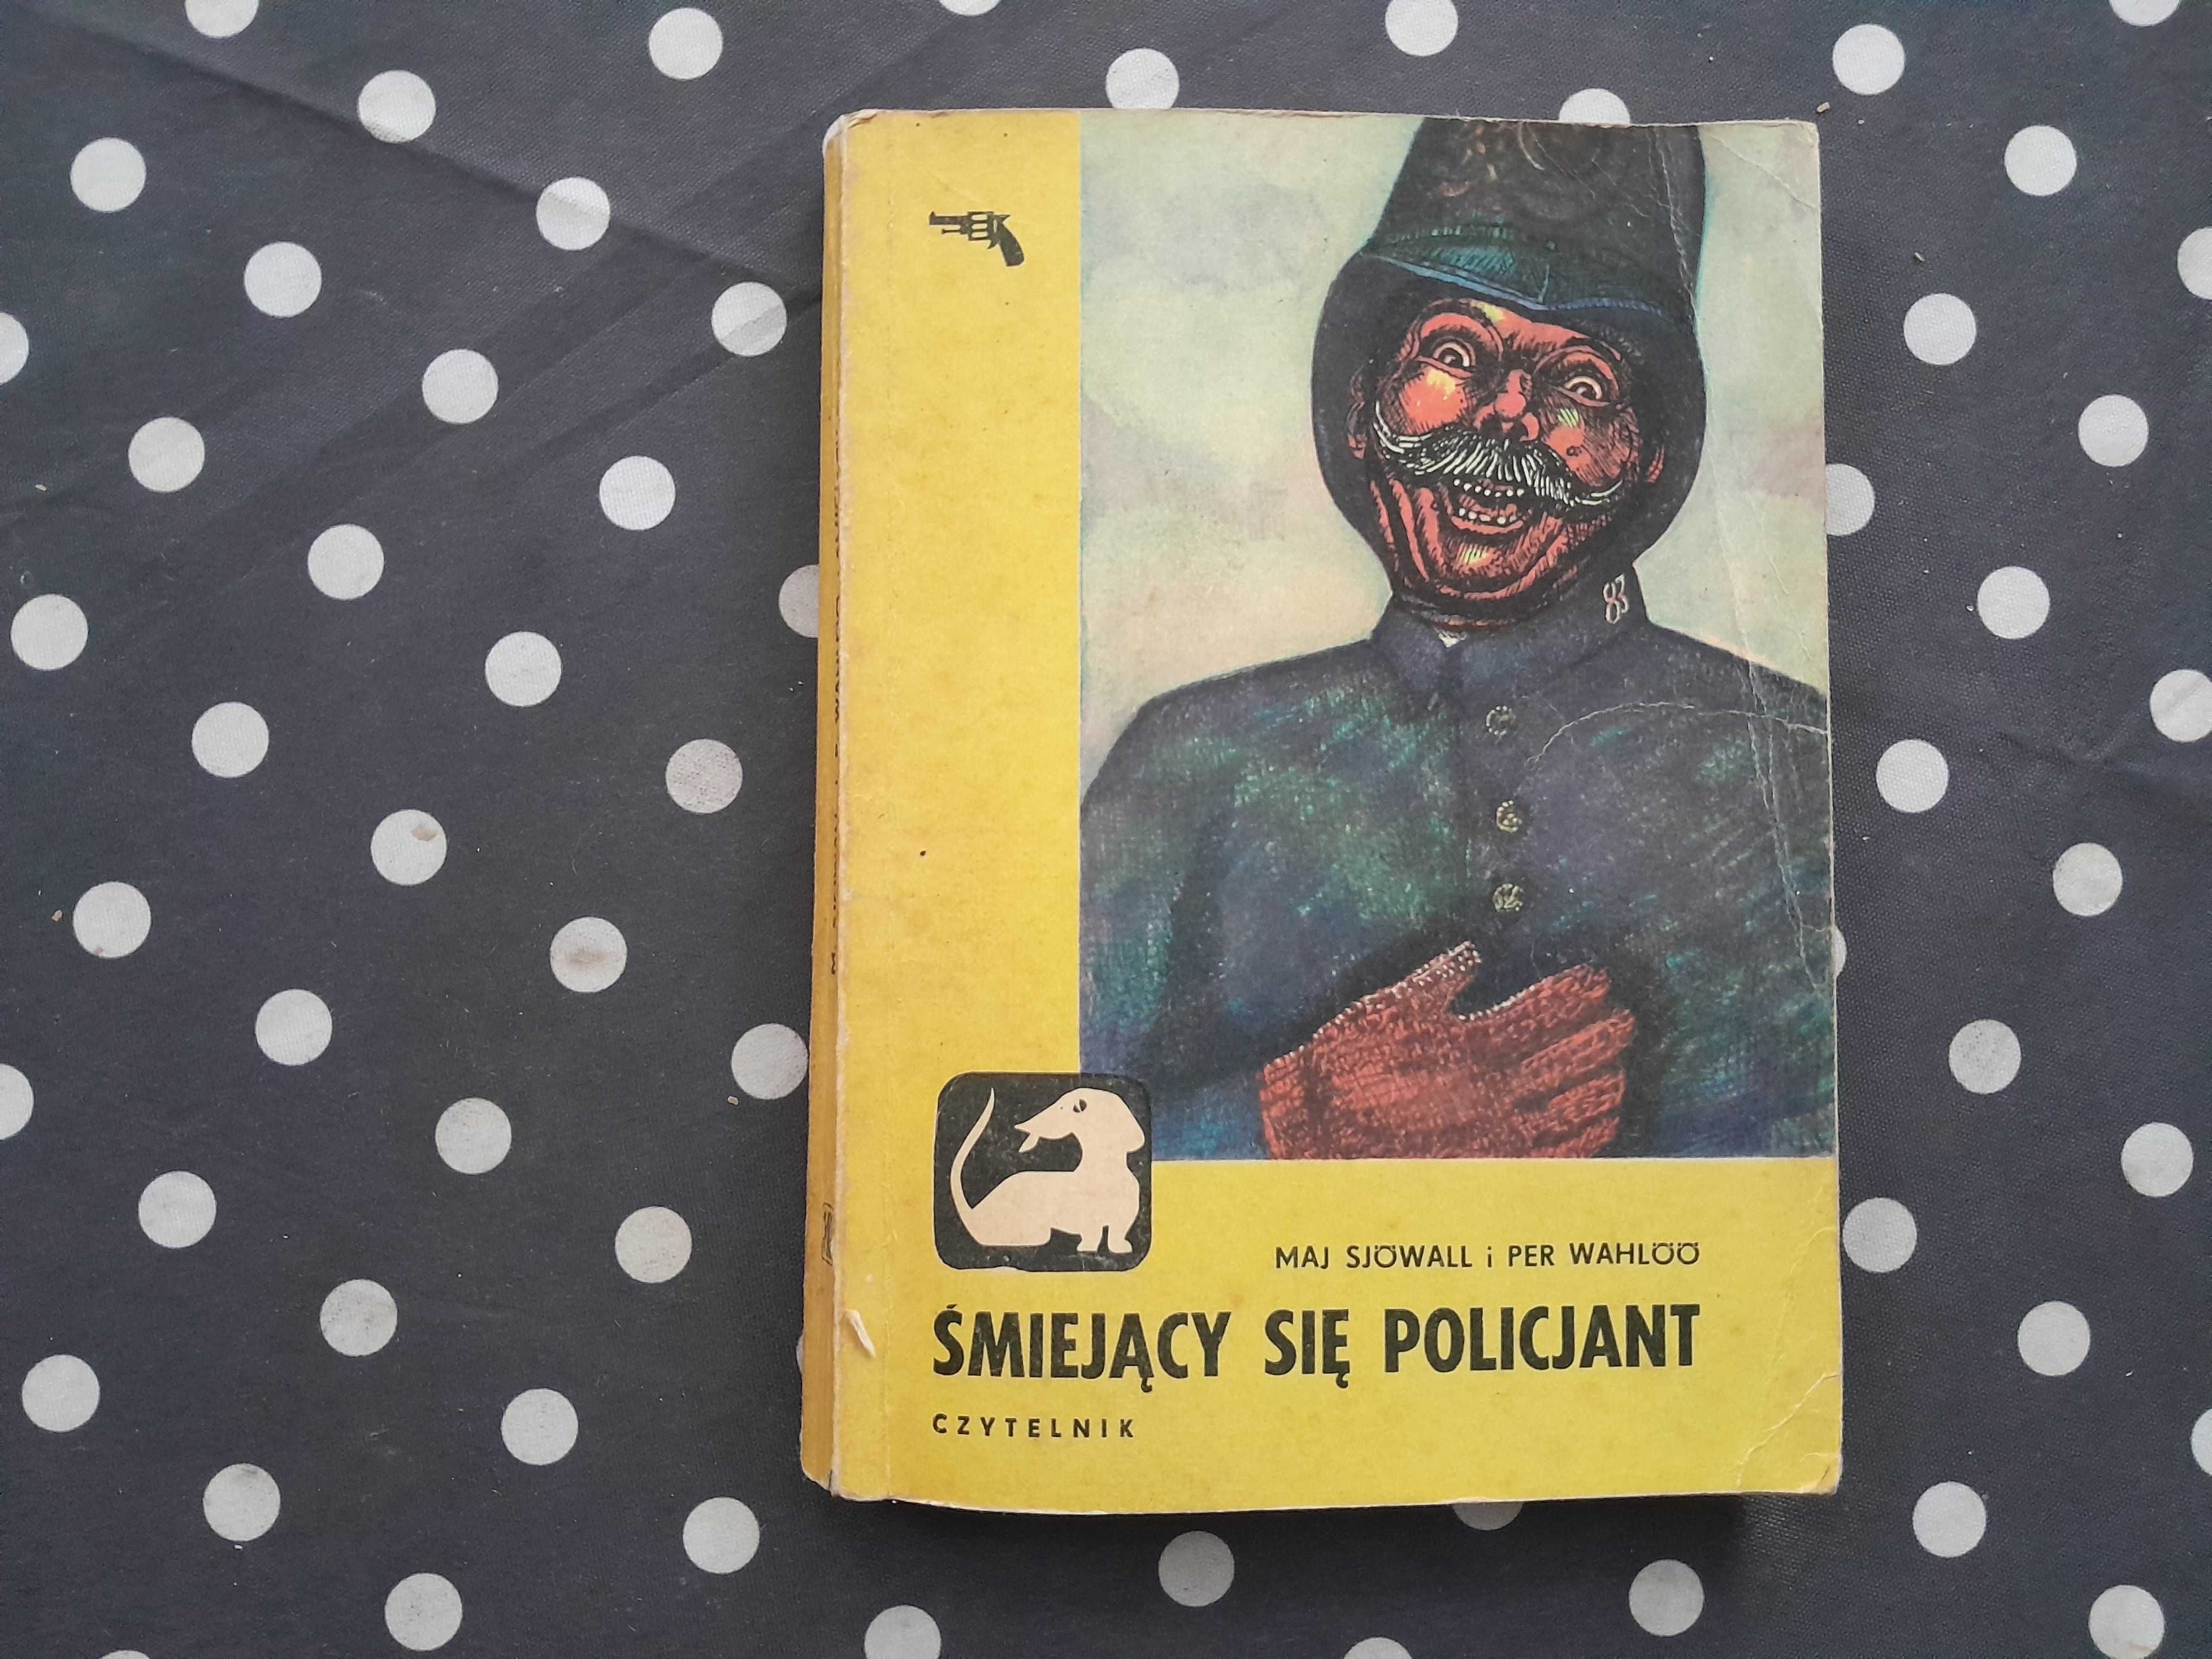 83
MAJ SJÖWALL i PER WAHLÖÖ
ŚMIEJĄCY SIĘ POLICJANT
CZYTELNIK